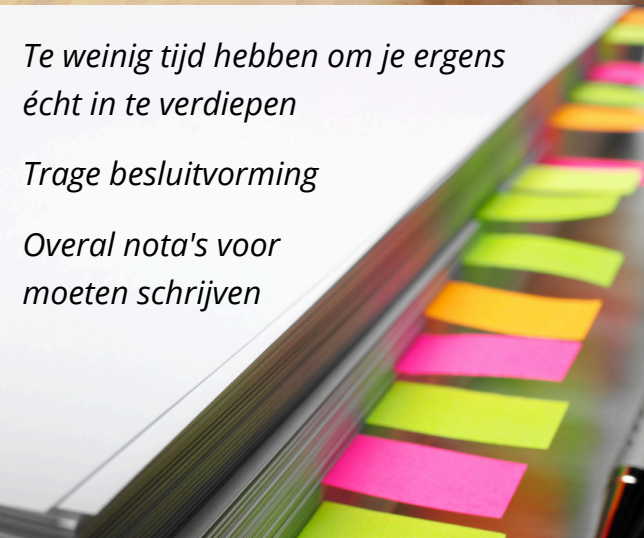 Te weinig tijd hebben om je ergens
écht in te verdiepen
Trage besluitvorming
Overal nota's voor
moeten schrijven